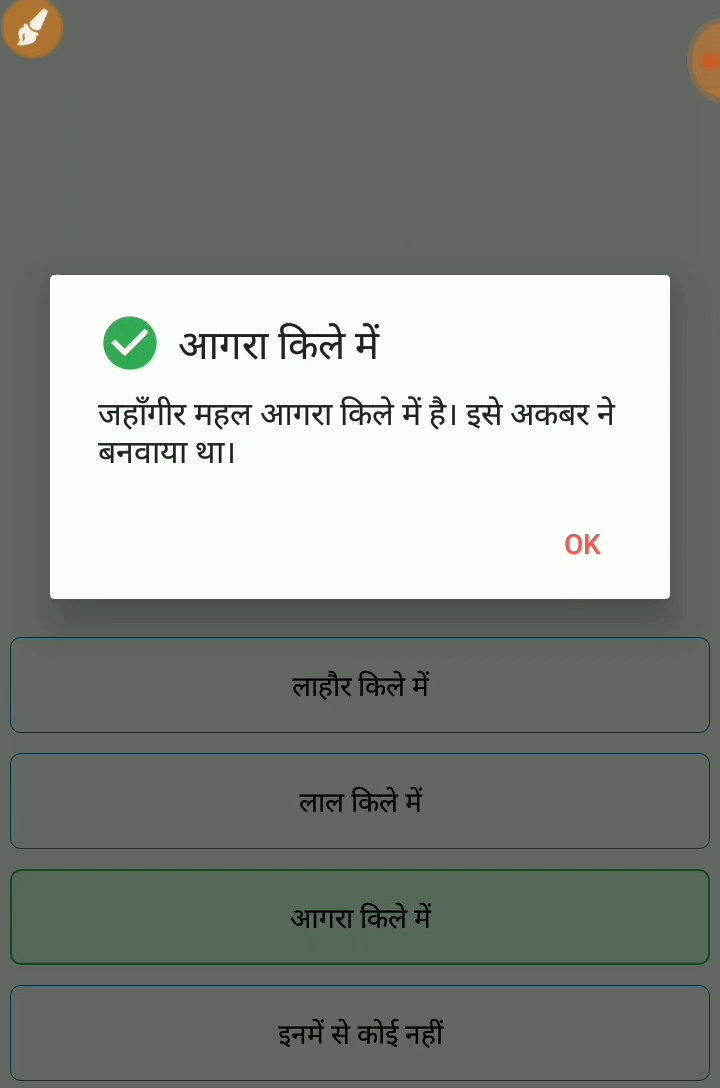 आगरा किले में
जहाँगीर महल आगरा किले में है। इसे अकबर ने
बनवाया था।
OK
लाहौर किले में
लाल किले में
आगरा किले में
इनमें से कोई नहीं